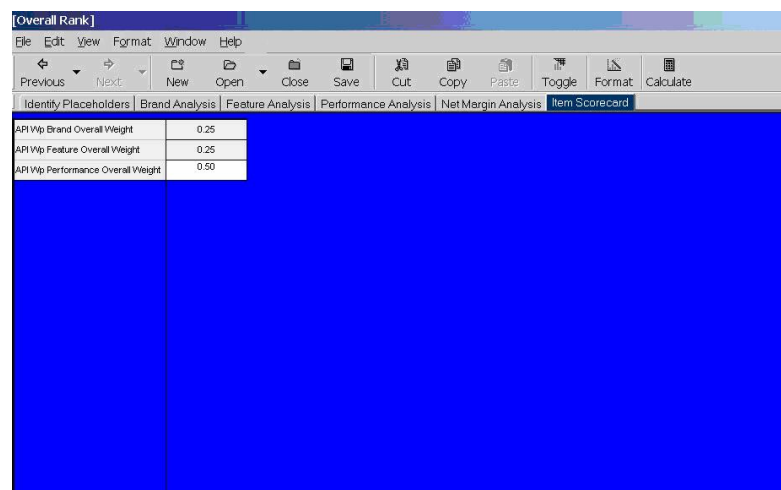 [Overall Rank]
File Edit View Format Window Help
Previous Next New Open Close Save Cut Copy Paste Toggle Format Calculate
Identify Placeholders Brand Analysis Feature Analysis Performance Analysis Net Margin Analysis Item Scorecard
API Wp Brand Overall Weight 0.25
API Wp Feature Overall Weight 0.25
API Wp Performance Overall Weight 0.50